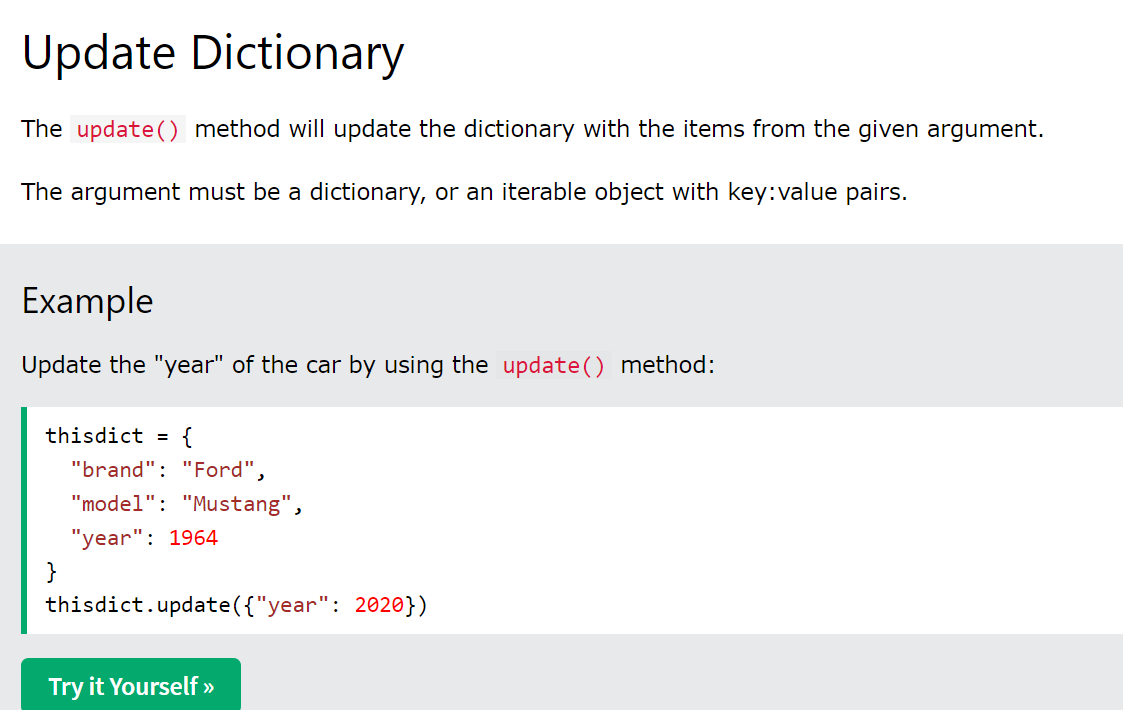 Update Dictionary
The update() method will update the dictionary with the items from the given argument.
The argument must be a dictionary, or an iterable object with key:value pairs.
Example
Update the "year" of the car by using the update() method:
thisdict = {
  "brand": "Ford",
  "model": "Mustang",
  "year": 1964
}
thisdict.update({"year": 2020})
Try it Yourself »